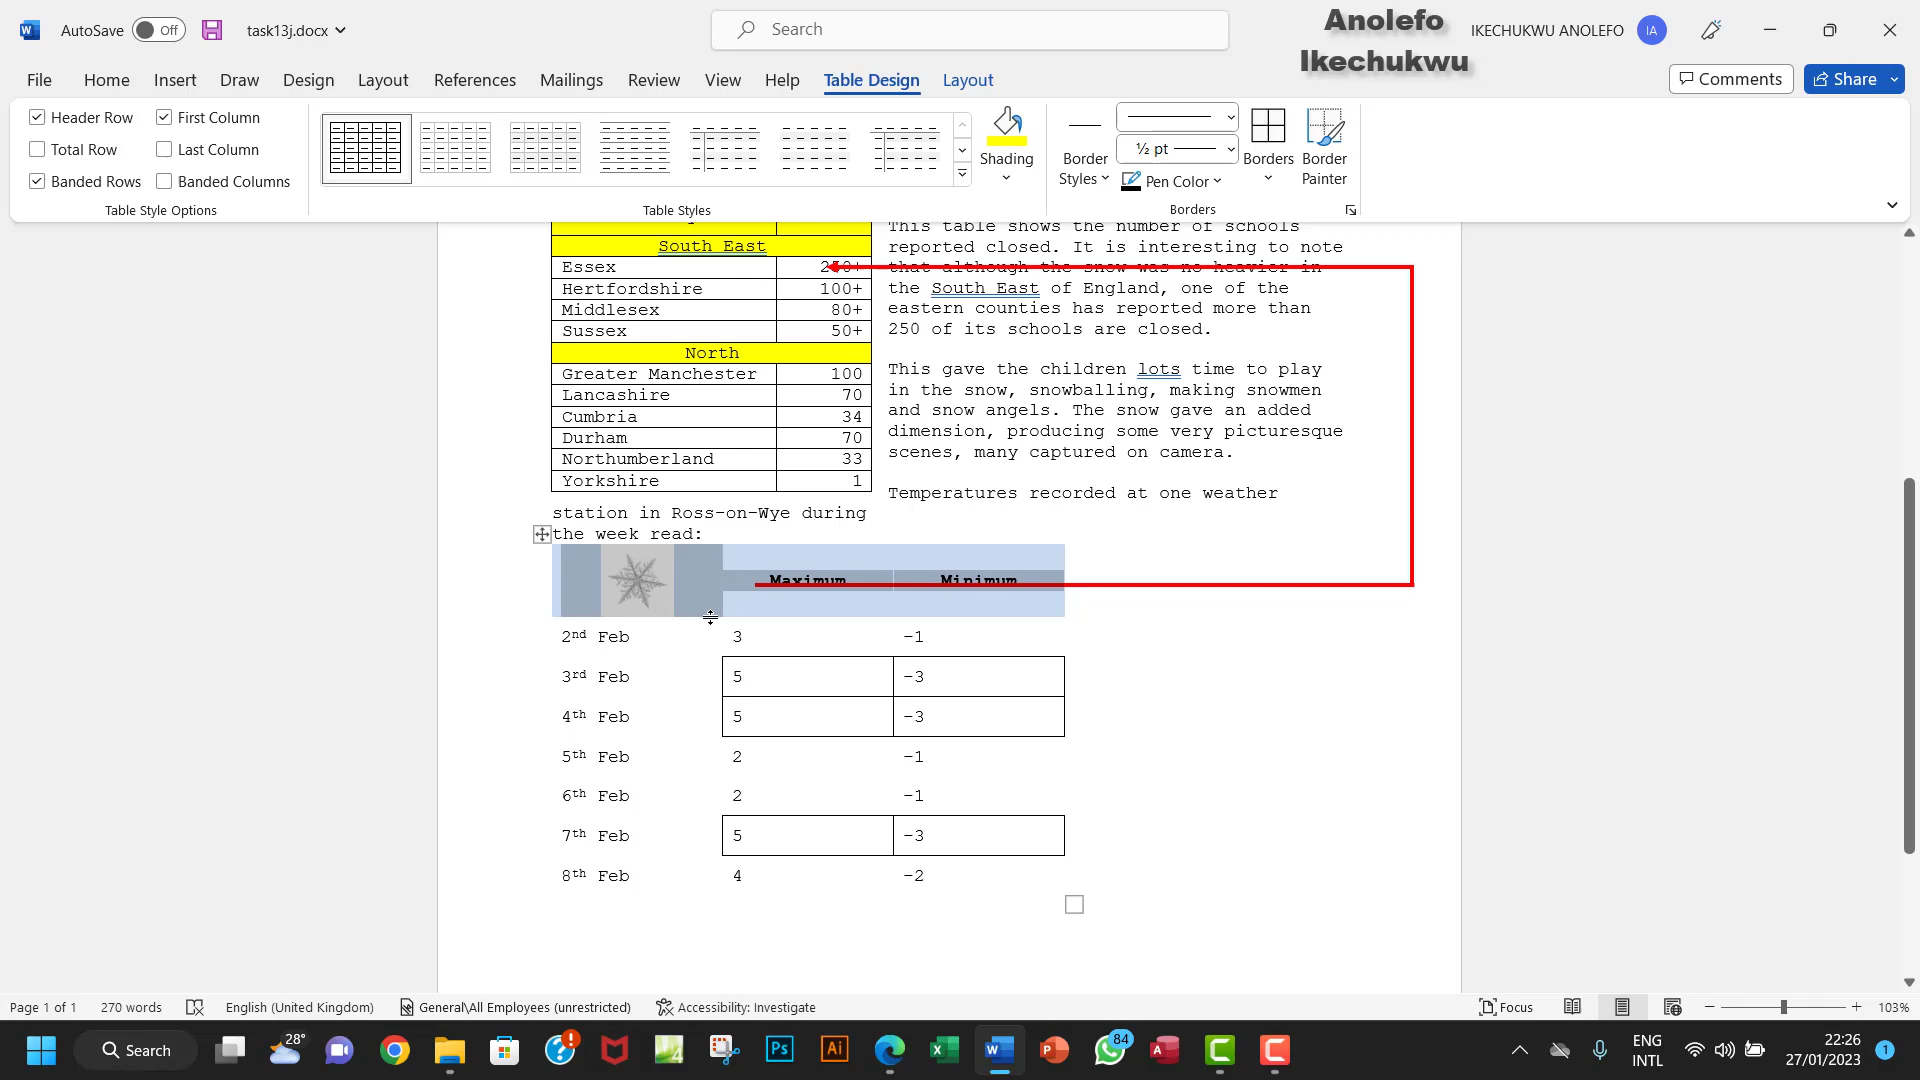 AutoSave Off task13j.docx Search Anolefo Ikechukwu IKECHUKWU ANOLEFO IA
File Home Insert Draw Design Layout References Mailings Review View Help Table Design Layout Comments Share
Header Row First Column
Total Row Last Column
Banded Rows Banded Columns
Table Style Options
Table Styles
Shading
Border Styles
½ pt
Pen Color
Borders
Border Painter
Borders
South East
Essex
Hertfordshire 100+
Middlesex 80+
Sussex 50+
North
Greater Manchester 100
Lancashire 70
Cumbria 34
Durham 70
Northumberland 33
Yorkshire 1
This table shows the number of schools
reported closed. It is interesting to note
that although the snow was no heavier in
the South East of England, one of the
eastern counties has reported more than
250 of its schools are closed.
This gave the children lots time to play
in the snow, snowballing, making snowmen
and snow angels. The snow gave an added
dimension, producing some very picturesque
scenes, many captured on camera.
Temperatures recorded at one weather
station in Ross-on-Wye during
the week read:
Maximum Minimum
2nd Feb 3 -1
3rd Feb 5 -3
4th Feb 5 -3
5th Feb 2 -1
6th Feb 2 -1
7th Feb 5 -3
8th Feb 4 -2
Page 1 of 1 270 words English (United Kingdom) General\All Employees (unrestricted) Accessibility: Investigate Focus 103%
Search 28° 84 ENG INTL 22:26 27/01/2023 1